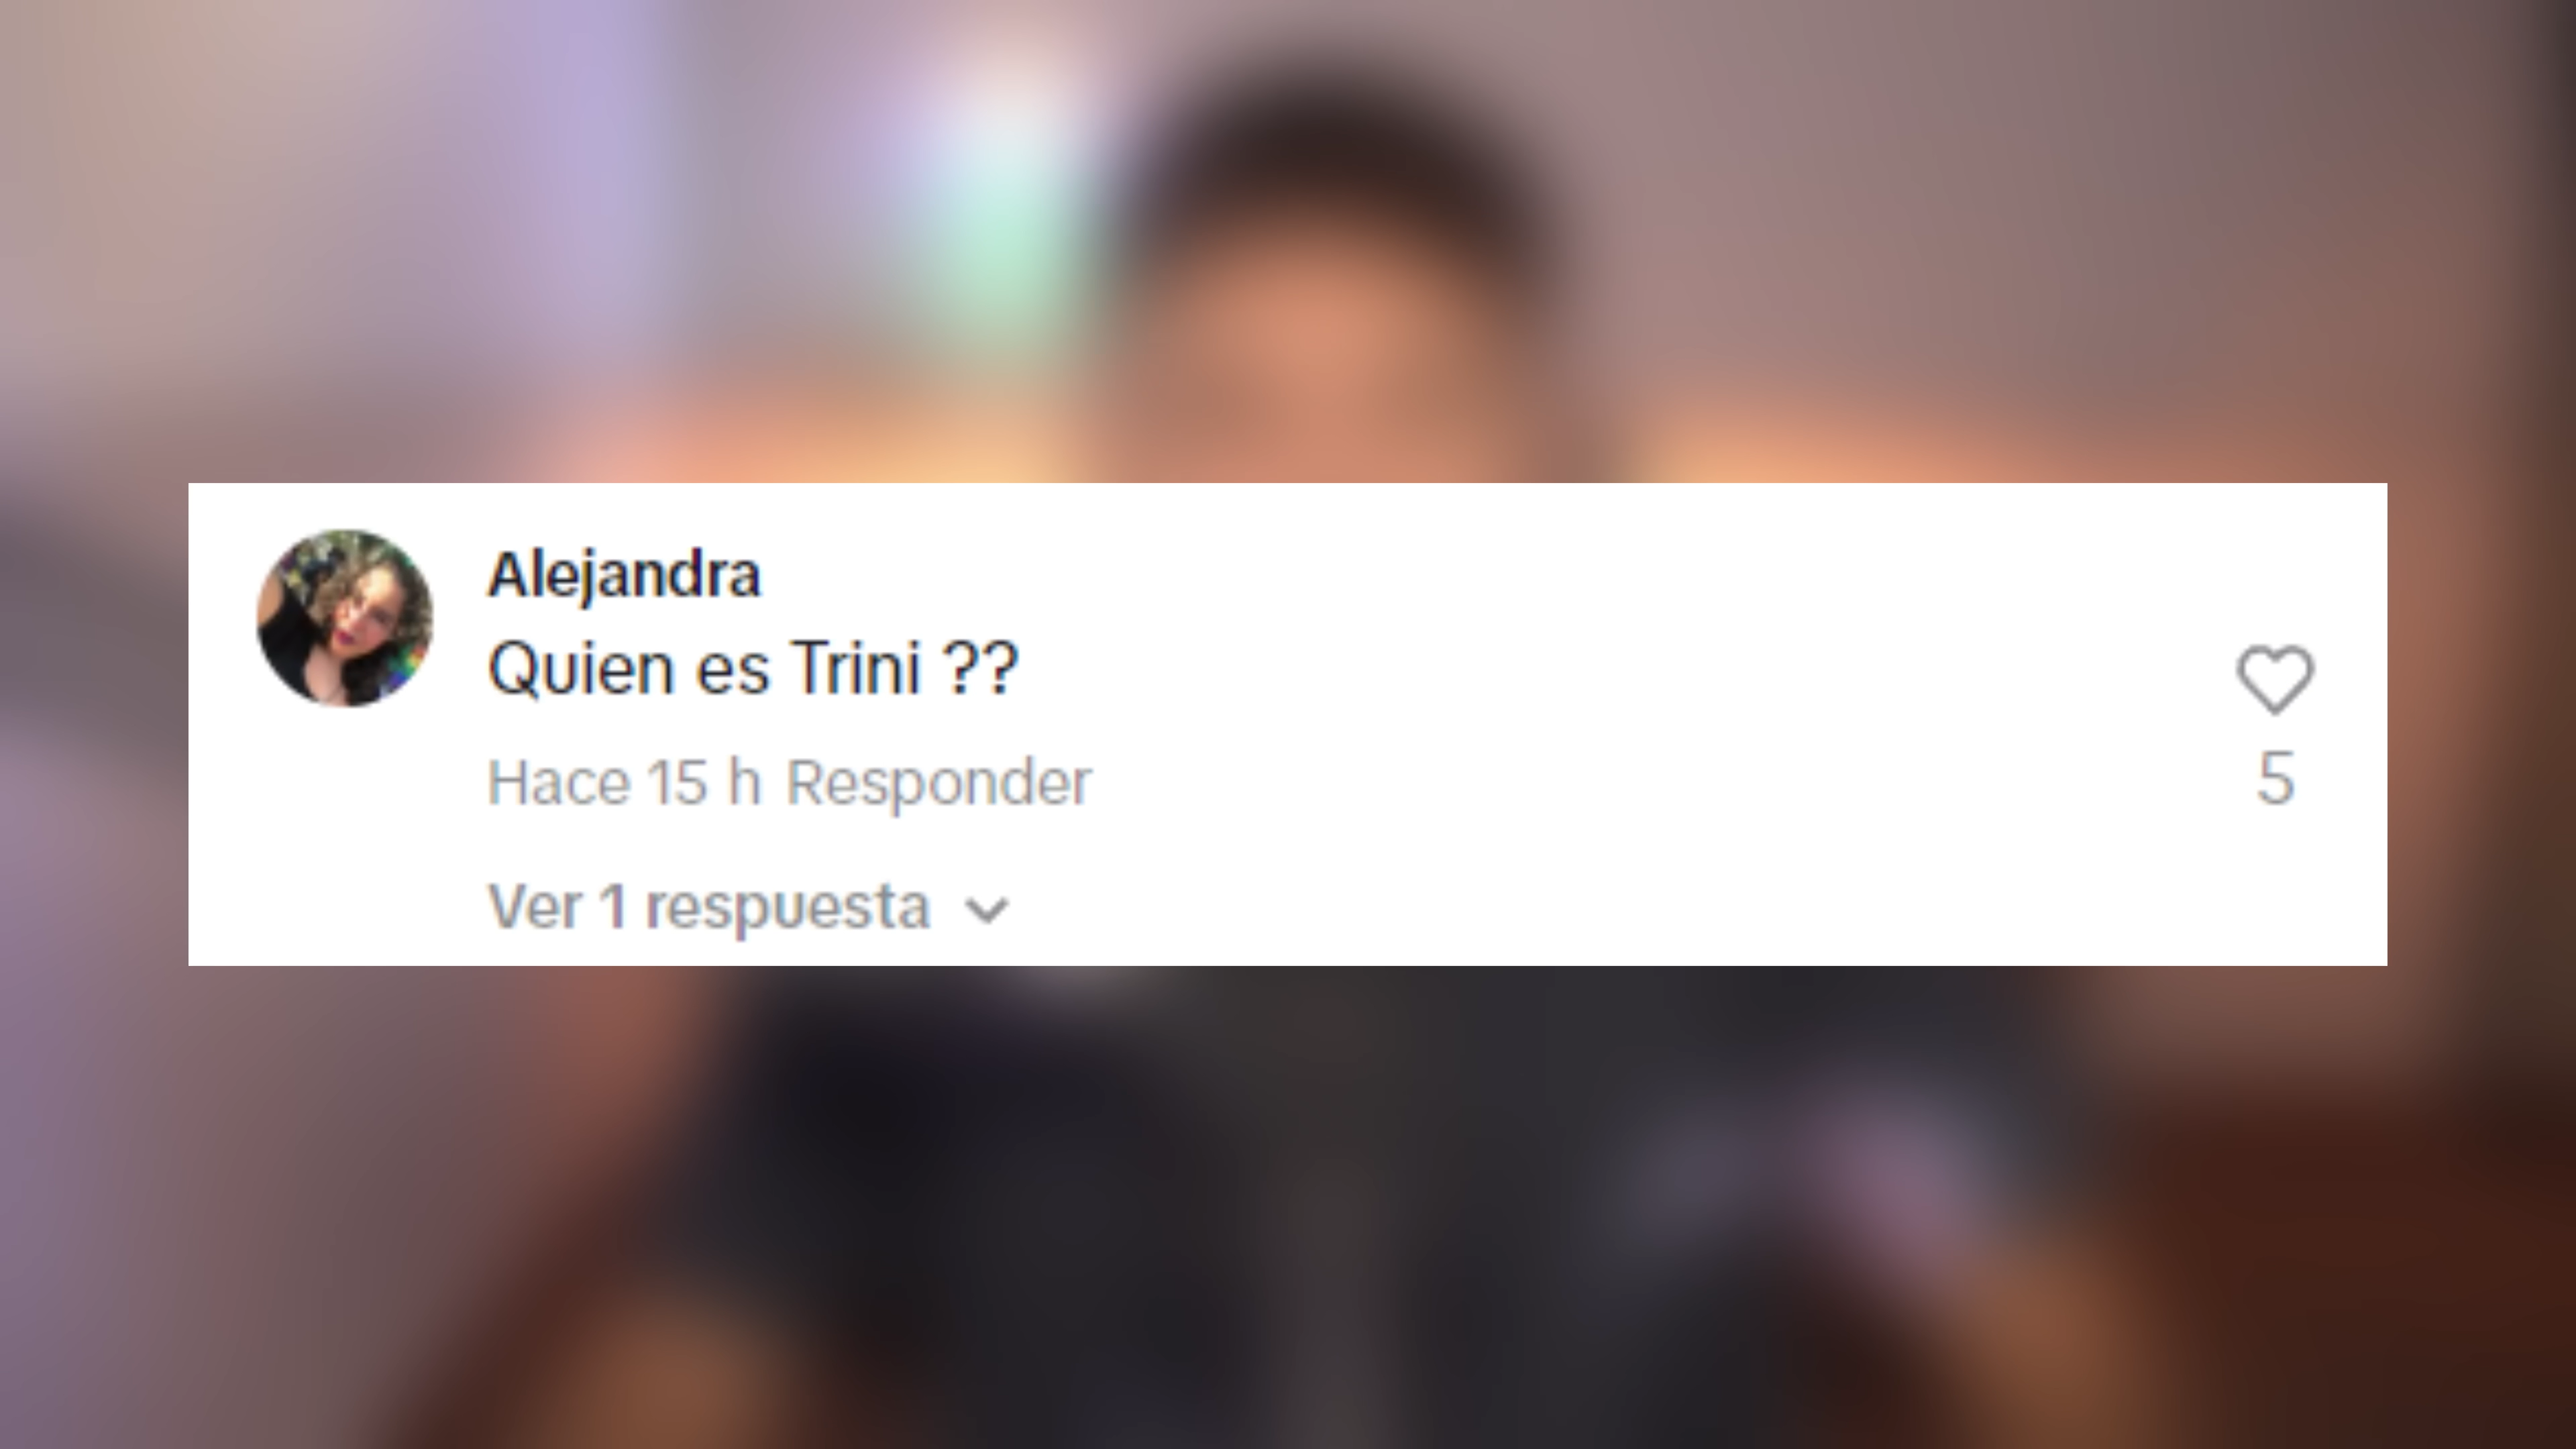 Alejandra
Quien es Trini ??
Hace 15 h Responder
5
Ver 1 respuesta